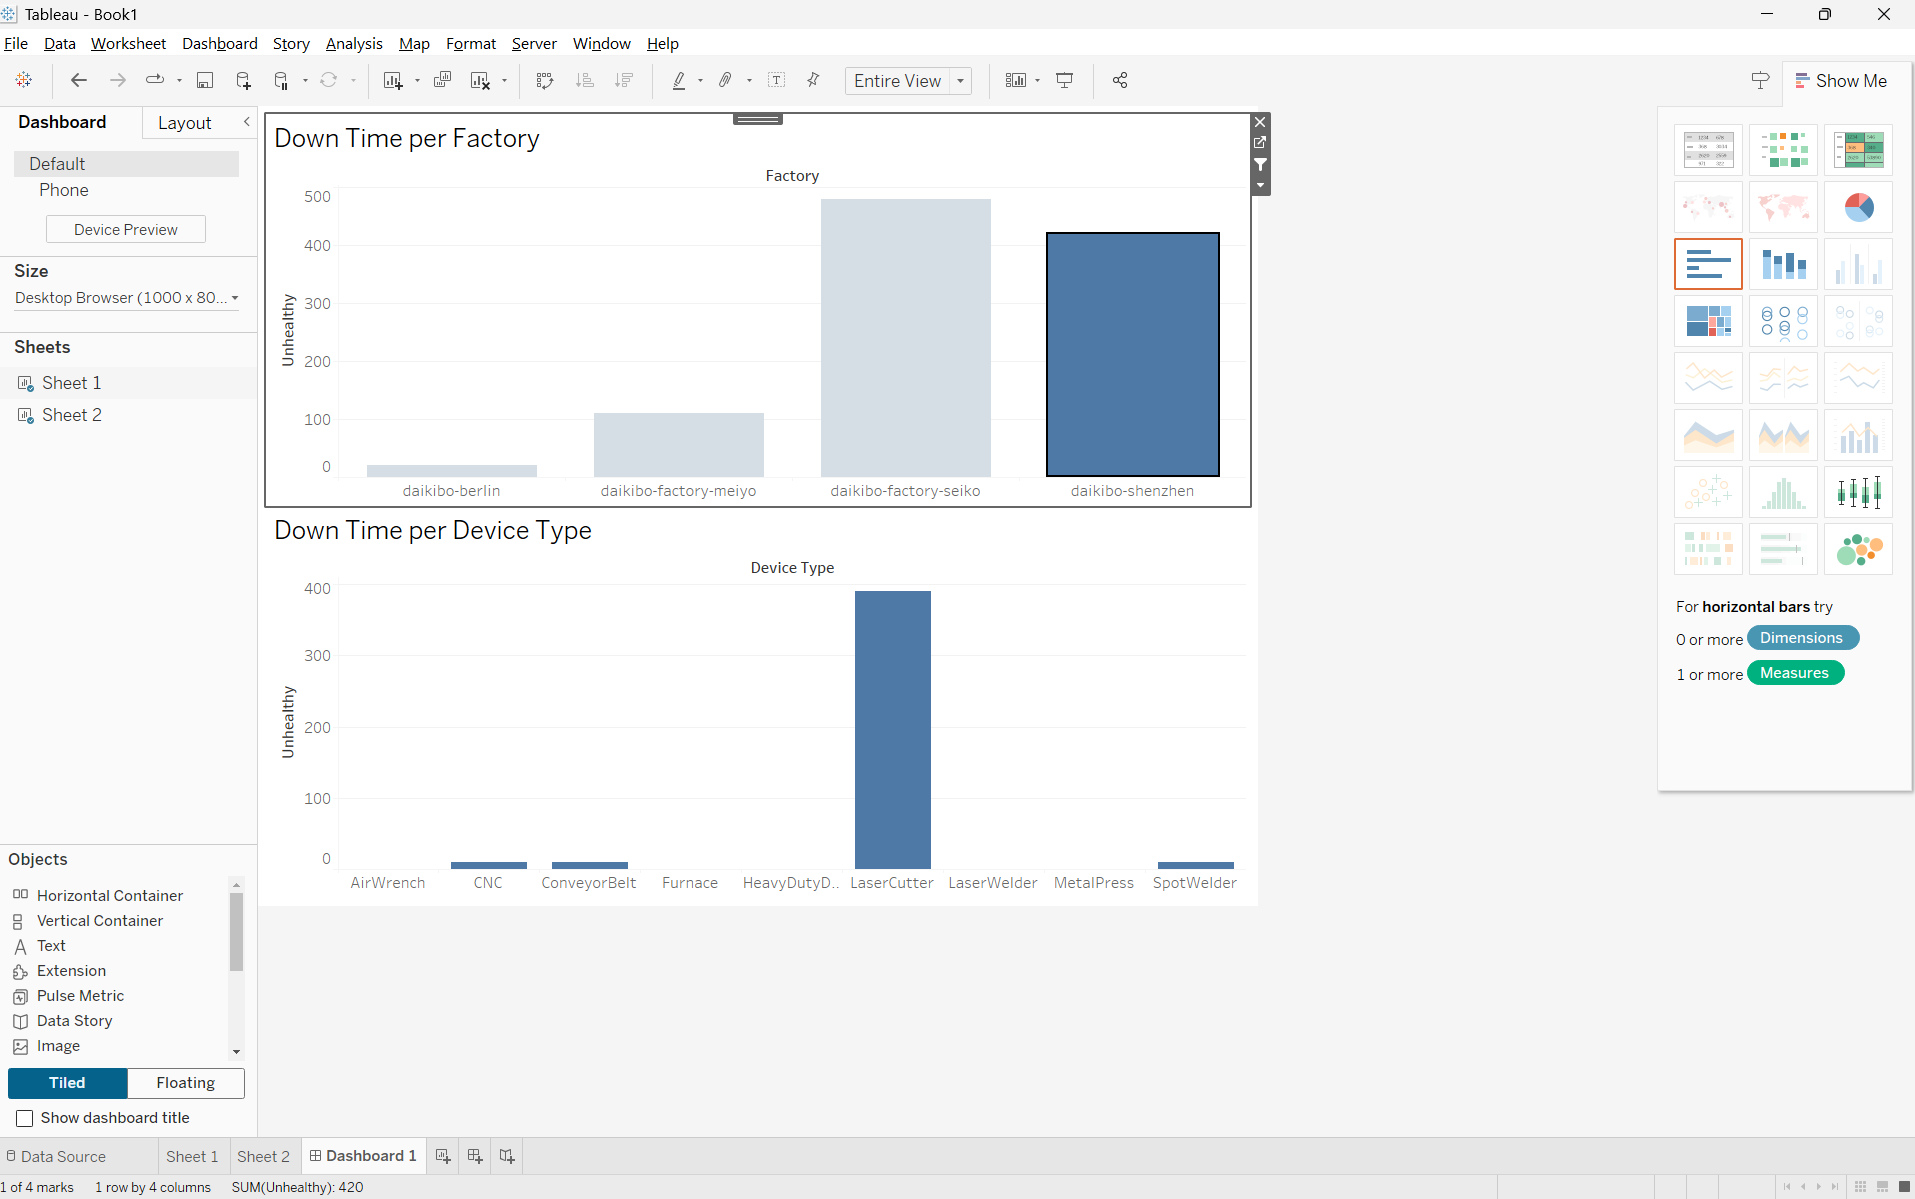 Tableau - Book1
File Data Worksheet Dashboard Story Analysis Map Format Server Window Help
Entire View
Show Me
Dashboard
Layout
Default
Phone
Device Preview
Size
Desktop Browser (1000 x 80...
Sheets
Sheet 1
Sheet 2
Down Time per Factory
Factory
Unhealthy
500
400
300
200
100
0
daikibo-berlin
daikibo-factory-meiyo
daikibo-factory-seiko
daikibo-shenzhen
Down Time per Device Type
Device Type
Unhealthy
400
300
200
100
0
AirWrench
CNC
ConveyorBelt
Furnace
HeavyDutyD..
LaserCutter
LaserWelder
MetalPress
SpotWelder
For horizontal bars try
0 or more Dimensions
1 or more Measures
Objects
Horizontal Container
Vertical Container
Text
Extension
Pulse Metric
Data Story
Image
Tiled
Floating
Show dashboard title
Data Source
Sheet 1
Sheet 2
Dashboard 1
1 of 4 marks
1 row by 4 columns
SUM(Unhealthy): 420